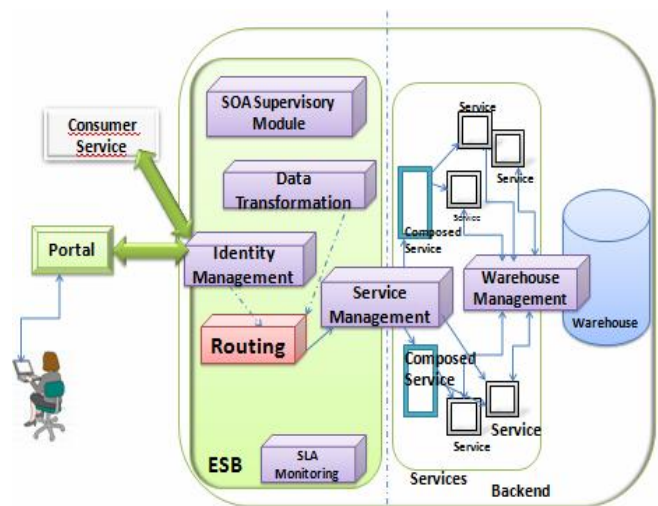 SOA Supervisory
Module
Consumer
Service
Data
Transformation
Portal
Identity
Management
Routing
Service
Management
SLA
Monitoring
ESB
Service
Service
Service
Composed
Service
Warehouse
Management
Warehouse
Composed
Service
Service
Service
Services
Backend